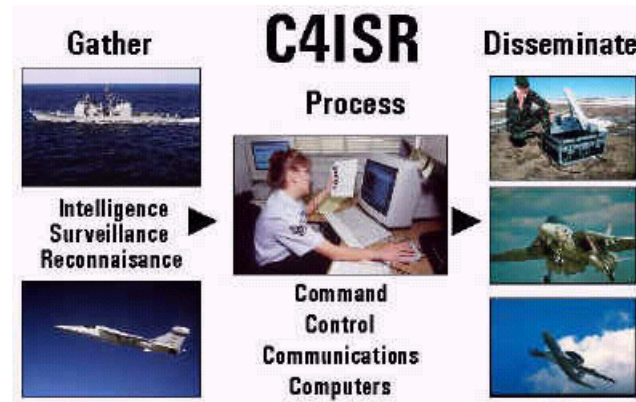 Gather
C4ISR
Disseminate
Process
Intelligence
Surveillance
Reconnaisance
Command
Control
Communications
Computers